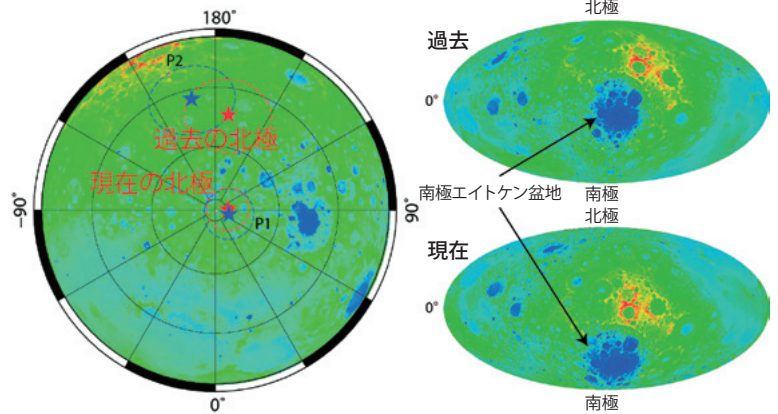 180°
P2
過去の北極
現在の北極
P1
−90°
90°
0°
北極
過去
0°
南極エイトケン盆地
南極
北極
現在
0°
南極